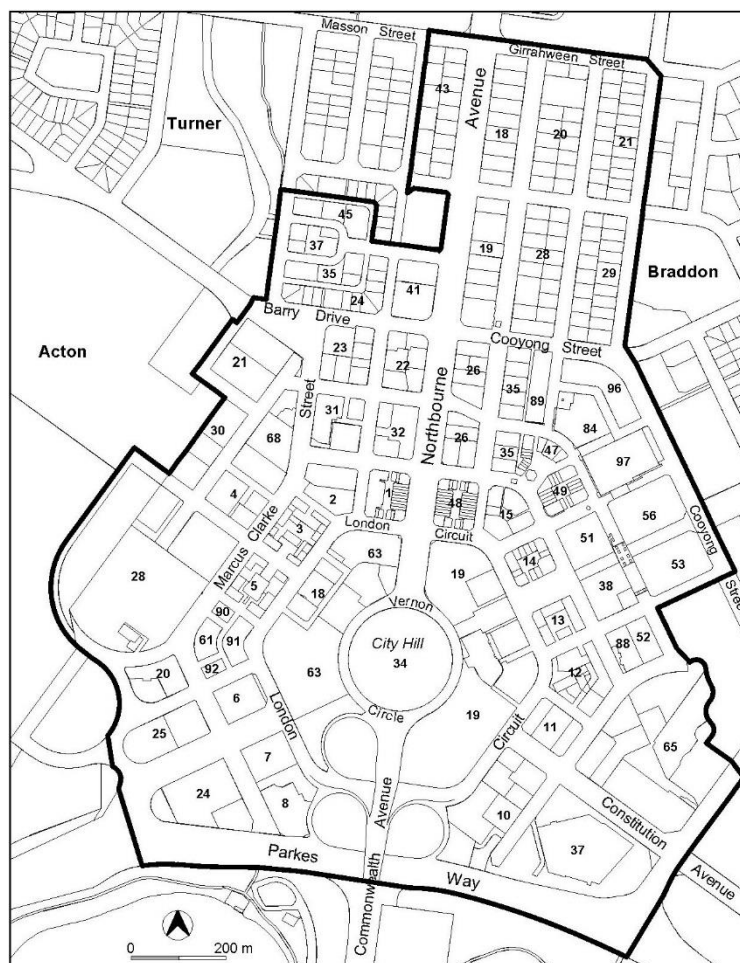 Masson Street
Girrahween Street
43
Avenue
Turner
18
20
21
45
37
19
28
29
35
24
41
Braddon
Barry Drive
Cooyong Street
Acton
23
22
26
35
89
96
21
Street
31
84
30
68
32
Northbourne
26
35
47
97
4
2
1
48
49
56
Cooyong
Marcus Clarke
3
London Circuit
15
51
53
28
63
19
14
Street
5
18
Vernon
38
90
13
City Hill
88
52
61
91
34
12
92
20
63
6
Circle
19
London
Circuit
11
65
25
7
24
8
Avenue
10
Constitution
37
Parkes Way
Avenue
Commonwealth
0 200 m